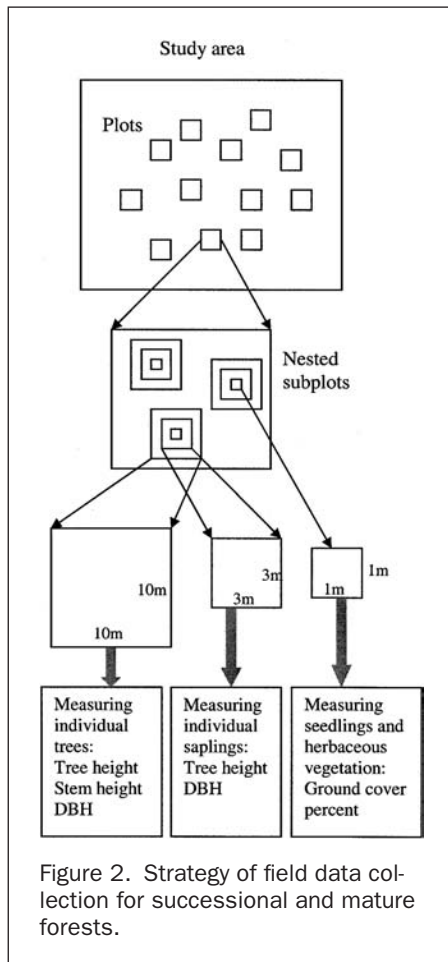 Study area
Plots
Nested
subplots
10m
10m
3m
3m
1m
1m
Measuring
individual
trees:
Tree height
Stem height
DBH
Measuring
individual
saplings:
Tree height
DBH
Measuring
seedlings and
herbaceous
vegetation:
Ground cover
percent
Figure 2. Strategy of field data col-
lection for successional and mature
forests.